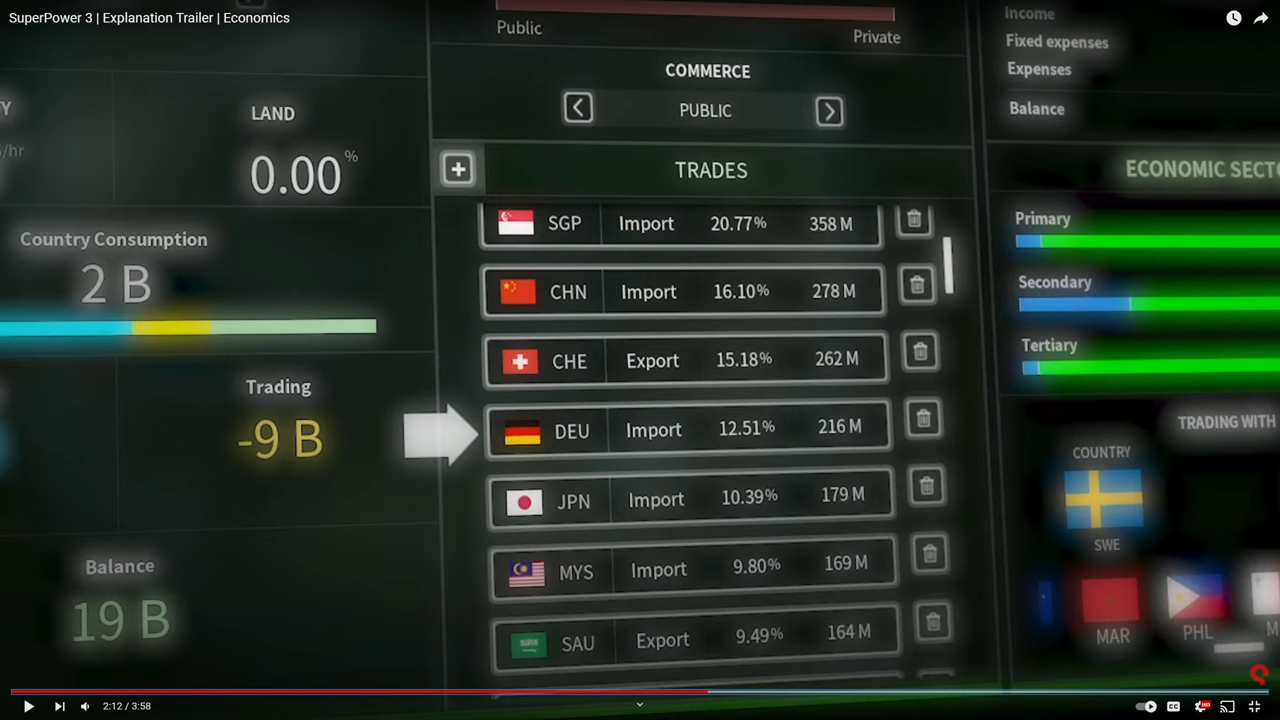 SuperPower 3 | Explanation Trailer | Economics
Public
Private
COMMERCE
PUBLIC
TRADES
SGP Import 20.77% 358 M
CHN Import 16.10% 278 M
CHE Export 15.18% 262 M
DEU Import 12.51% 216 M
JPN Import 10.39% 179 M
MYS Import 9.80% 169 M
SAU Export 9.49% 164 M
Y
/hr
LAND
0.00 %
Country Consumption
2 B
Trading
-9 B
Balance
19 B
Income
Fixed expenses
Expenses
Balance
ECONOMIC SECTO
Primary
Secondary
Tertiary
TRADING WITH
COUNTRY
SWE
MAR
PHL
M
2:12 / 3:58
CC
HD